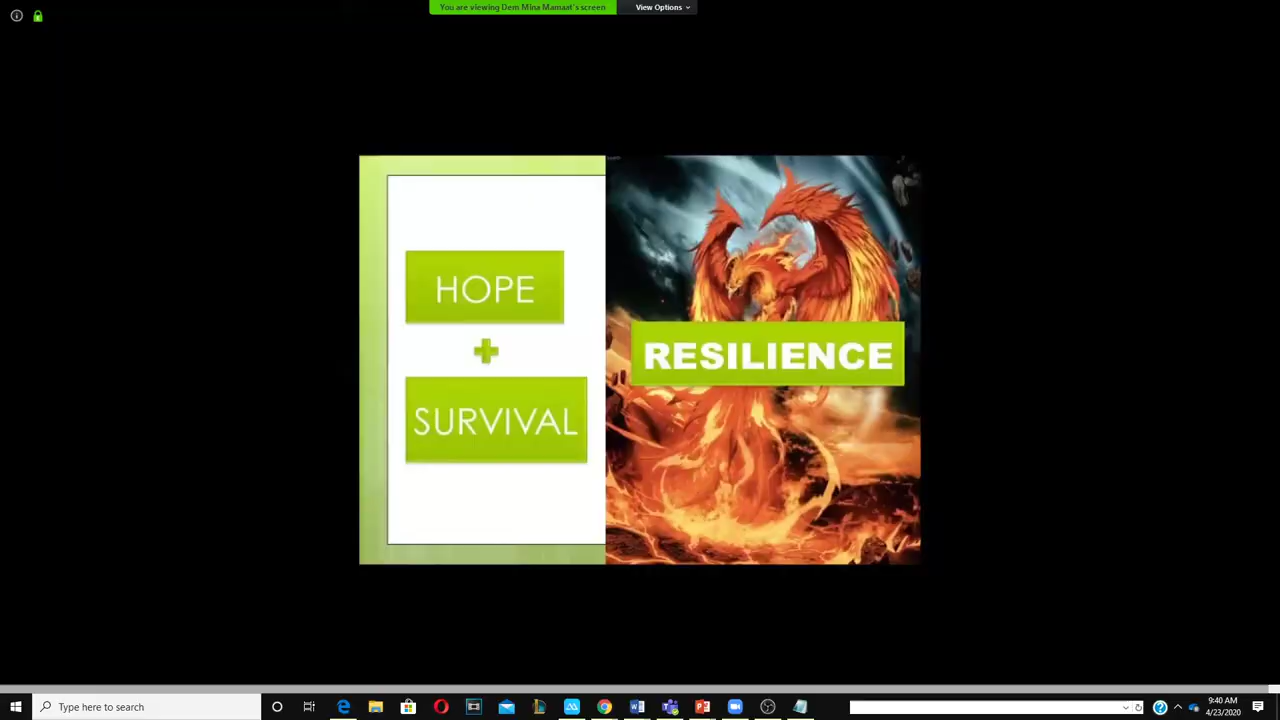 You are viewing Dem Mina Mamaat's screen
View Options
HOPE
+
SURVIVAL
RESILIENCE
Type here to search
9:40 AM
4/23/2020